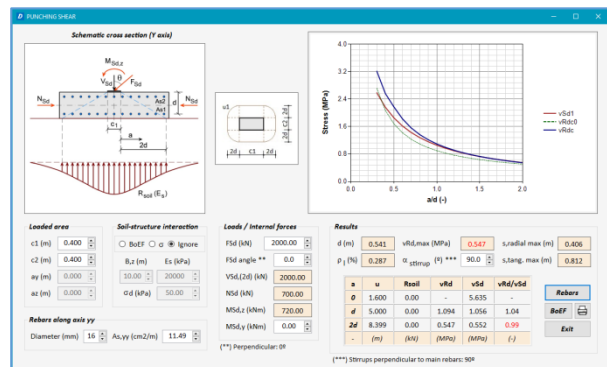 PUNCHING SHEAR
Schematic cross section (Y axis)
MSd,z
VSd θ FSd
NSd NSd
As2
As1
d
c1
a
2d
Rsoil (Es)
u1
2d c2 2d
2d c1 2d
Stress (MPa)
4.0
3.2
2.4
1.6
0.8
0.0
0.0 0.5 1.0 1.5 2.0
a/d (-)
vSd1
vRdc0
vRdc
Loaded area
c1 (m) 0.400
c2 (m) 0.400
ay (m) 0.000
az (m) 0.000
Rebars along axis yy
Diameter (mm) 16 As,yy (cm2/m) 11.49
Soil-structure interaction
BoEF σ Ignore
B,z (m) Es (kPa)
10.00 20000
σd (kPa) 50.00
Loads / Internal forces
FSd (kN) 2000.00
FSd angle ** 0.0
VSd,(2d) (kN) 2000.00
NSd (kN) 700.00
MSd,z (kNm) 720.00
MSd,y (kNm) 0.00
(**) Perpendicular: 0º
Results
d (m) 0.541 vRd,max (MPa) 0.547 s,radial max (m) 0.406
ρ l (%) 0.287 α stirrup (º) *** 90.0 s,tang. max (m) 0.812
a u Rsoil vRd vSd vRd/vSd
0 1.600 0.00 - 5.635
d 5.000 0.00 1.094 1.056 1.04
2d 8.399 0.00 0.547 0.552 0.99
- (m) (kN) (MPa) (MPa) (-)
Rebars
BoEF
Exit
(***) Stirrups perpendicular to main rebars: 90º